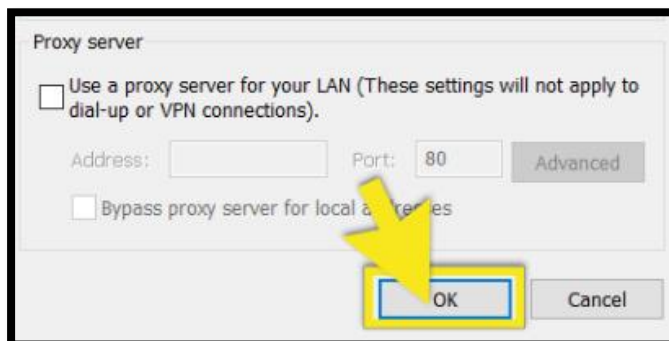 Proxy server
Use a proxy server for your LAN (These settings will not apply to
dial-up or VPN connections).
Address: Port: 80 Advanced
Bypass proxy server for local addresses
OK Cancel